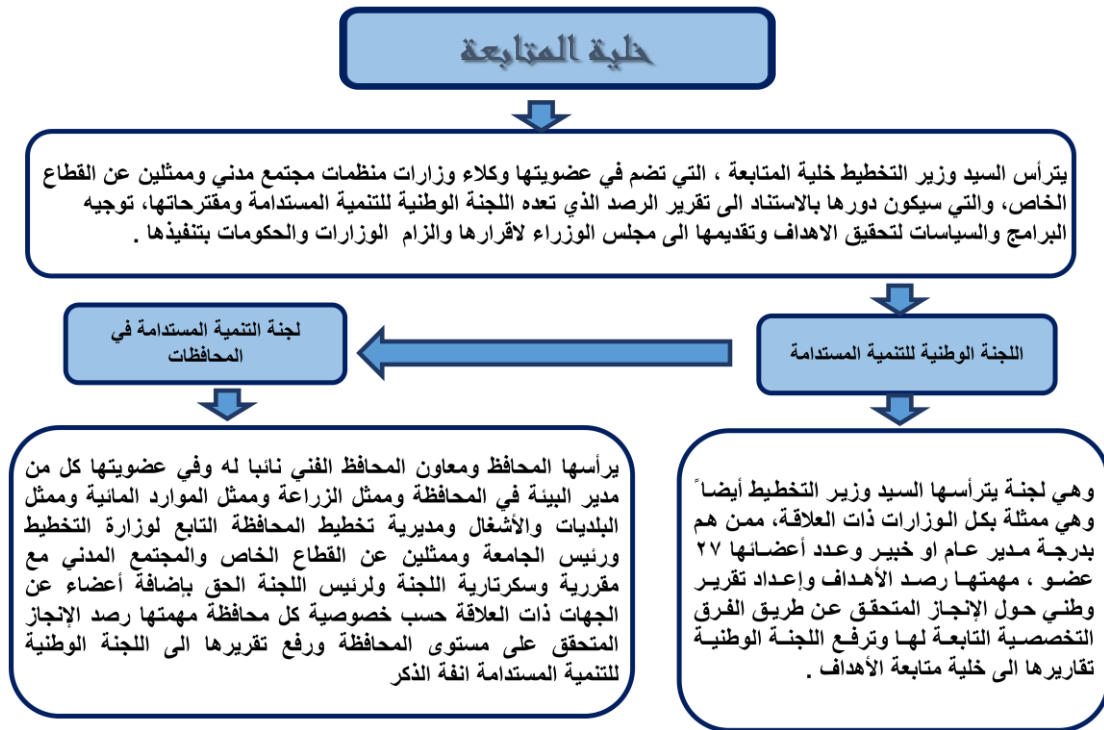 خلية المتابعة
يترأس السيد وزير التخطيط خلية المتابعة ، التي تضم في عضويتها وكلاء وزارات منظمات مجتمع مدني وممثلين عن القطاع
الخاص، والتي سيكون دورها بالاستناد الى تقرير الرصد الذي تعده اللجنة الوطنية للتنمية المستدامة ومقترحاتها، توجيه
البرامج والسياسات لتحقيق الاهداف وتقديمها الى مجلس الوزراء لاقرارها والزام الوزارات والحكومات بتنفيذها .
اللجنة الوطنية للتنمية المستدامة
لجنة التنمية المستدامة في
المحافظات
وهي لجنة يترأسها السيد وزير التخطيط أيضاً
وهي ممثلة بكل الوزارات ذات العلاقة، ممن هم
بدرجة مدير عام او خبير وعدد أعضائها ٢٧
عضو ، مهمتها رصد الأهداف وإعداد تقرير
وطني حول الإنجاز المتحقق عن طريق الفرق
التخصصية التابعة لها وترفع اللجنة الوطنية
تقاريرها الى خلية متابعة الأهداف .
يرأسها المحافظ ومعاون المحافظ الفني نائبا له وفي عضويتها كل من
مدير البيئة في المحافظة وممثل الزراعة وممثل الموارد المائية وممثل
البلديات والأشغال ومديرية تخطيط المحافظة التابع لوزارة التخطيط
ورئيس الجامعة وممثلين عن القطاع الخاص والمجتمع المدني مع
مقررية وسكرتارية اللجنة ولرئيس اللجنة الحق بإضافة أعضاء عن
الجهات ذات العلاقة حسب خصوصية كل محافظة مهمتها رصد الإنجاز
المتحقق على مستوى المحافظة ورفع تقريرها الى اللجنة الوطنية
للتنمية المستدامة انفة الذكر